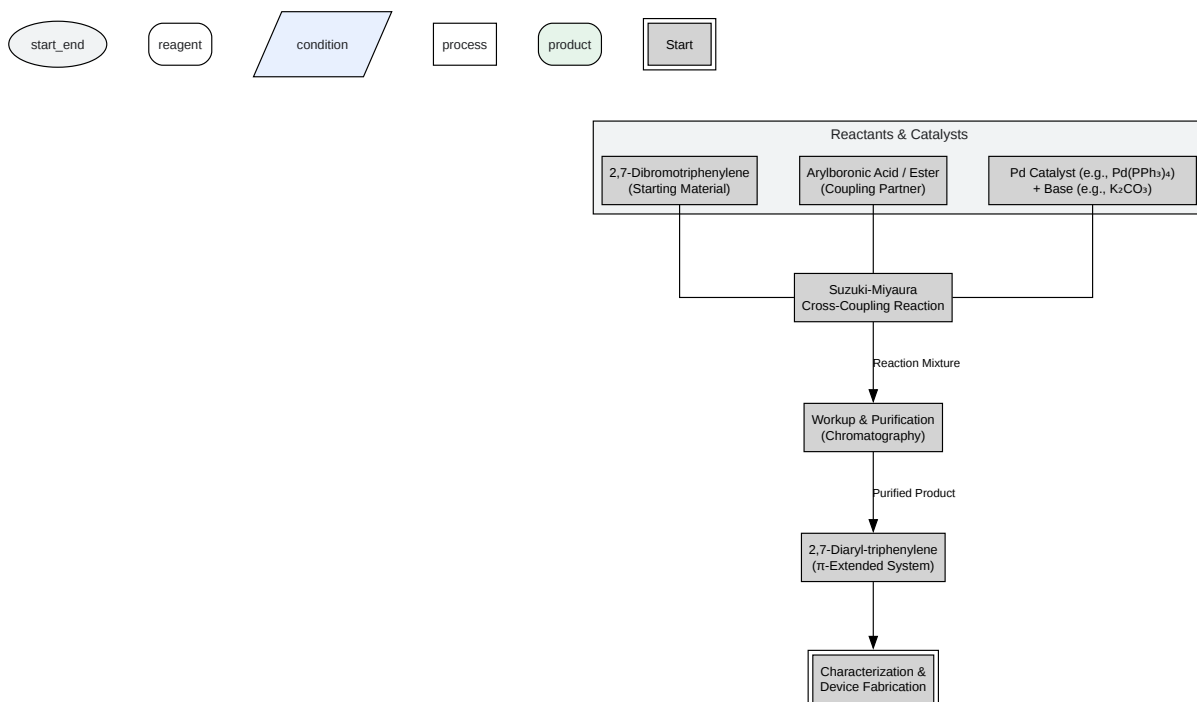 start_end
reagent
condition
process
product
Start
Reactants & Catalysts
2,7-Dibromotriphenylene
(Starting Material)
Arylboronic Acid / Ester
(Coupling Partner)
Pd Catalyst (e.g., Pd(PPh₃)₄)
+ Base (e.g., K₂CO₃)
Suzuki-Miyaura
Cross-Coupling Reaction
Reaction Mixture
Workup & Purification
(Chromatography)
Purified Product
2,7-Diaryl-triphenylene
(π-Extended System)
Characterization &
Device Fabrication